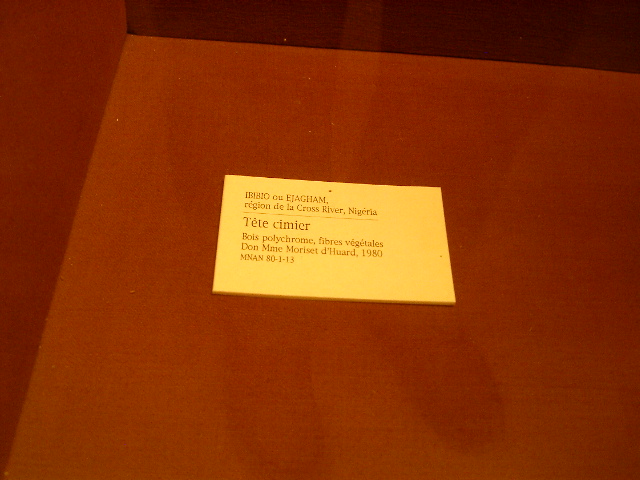 IBIBIO ou EJAGHAM,
région de la Cross River, Nigéria
Tête cimier
Bois polychrome, fibres végétales
Don Mme Moriset d'Huard, 1980
MNAN 80-1-13